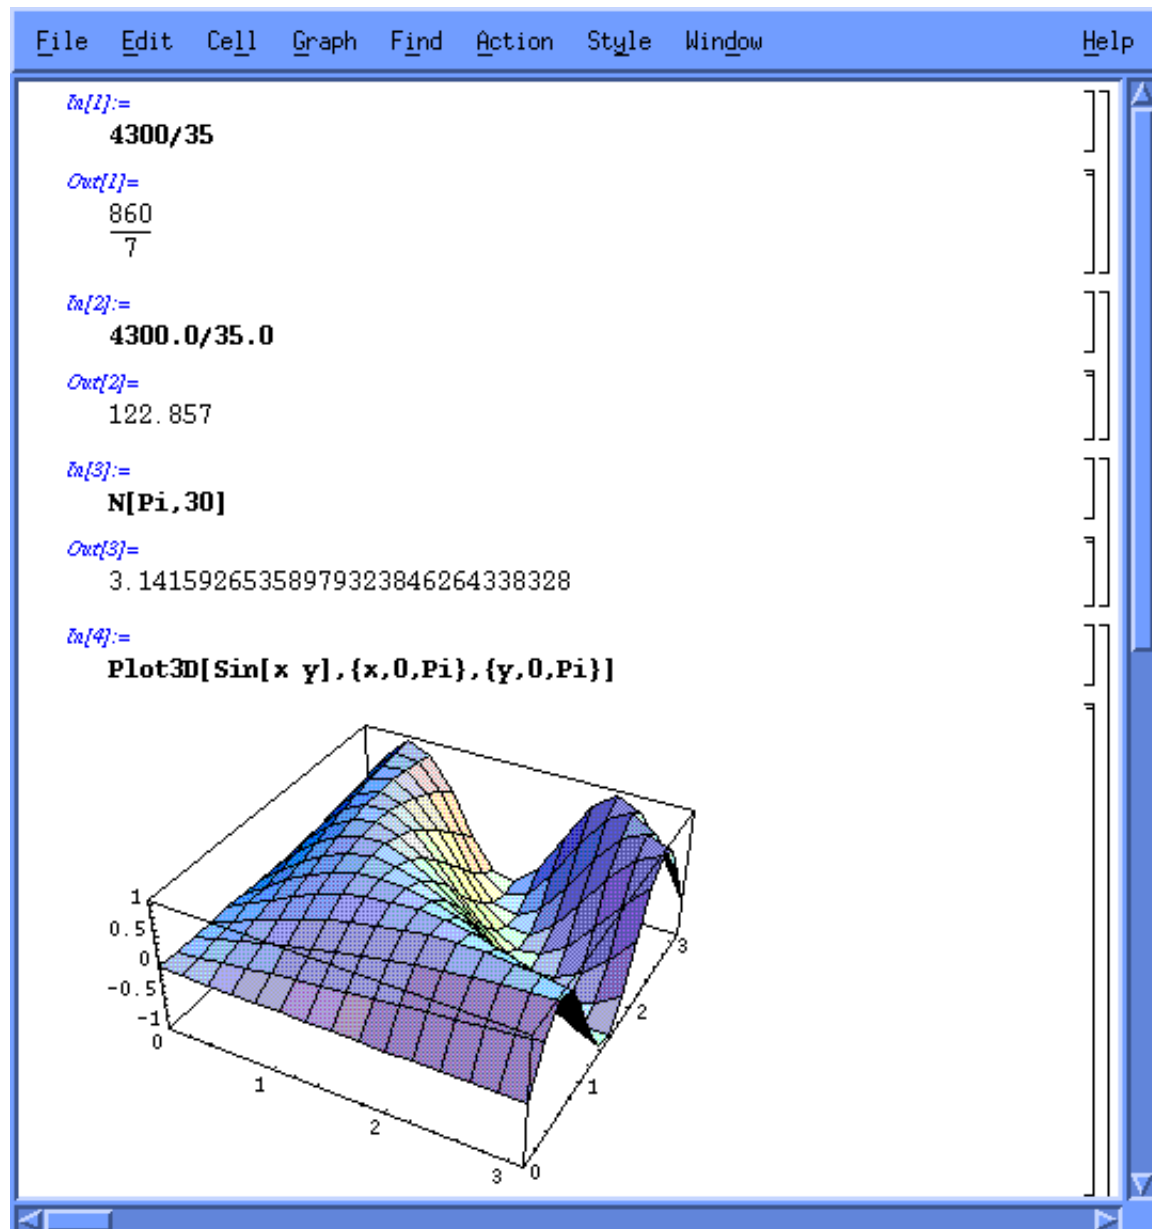 File Edit Cell Graph Find Action Style Window Help
In[1]:=
4300/35
Out[1]=
860
7
In[2]:=
4300.0/35.0
Out[2]=
122.857
In[3]:=
N[Pi,30]
Out[3]=
3.14159265358979323846264338328
In[4]:=
Plot3D[Sin[x y],{x,0,Pi},{y,0,Pi}]
1
0.5
0
-0.5
-1
0
1
2
3
0
1
2
3